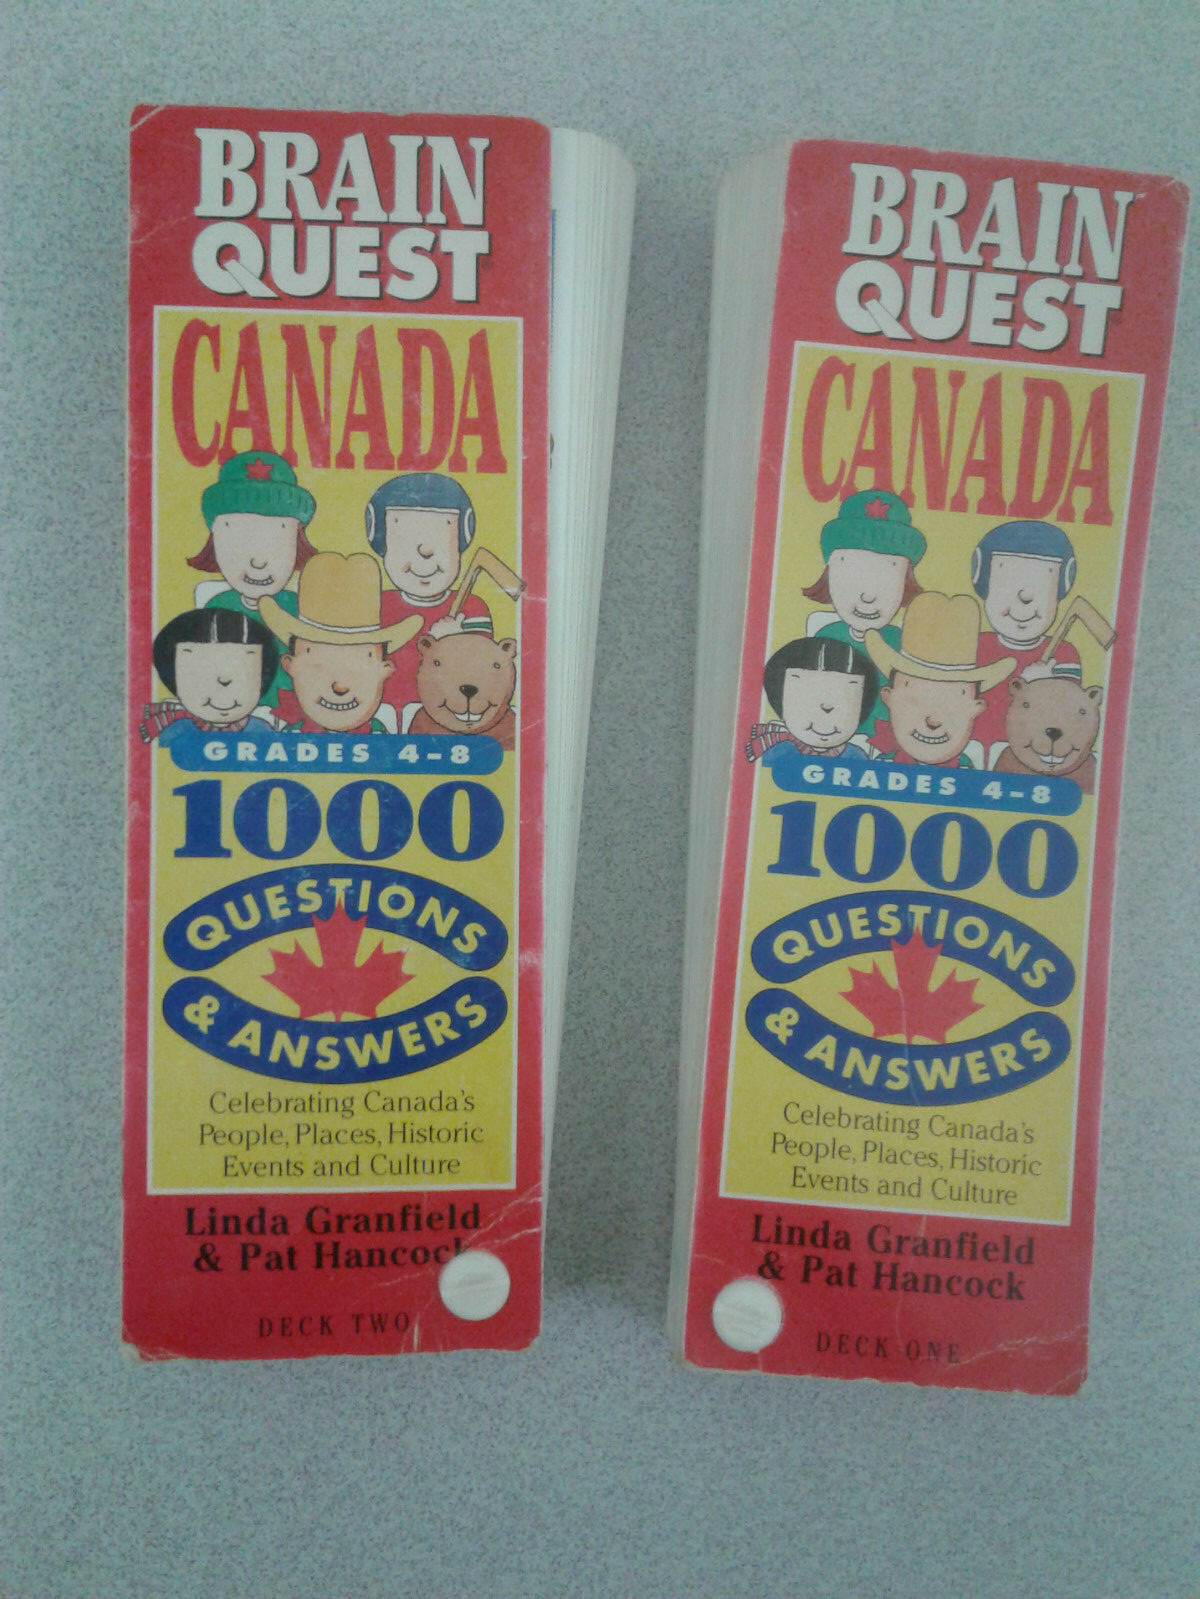 BRAIN
QUEST
CANADA
GRADES 4-8
1000
QUESTIONS
& ANSWERS
Celebrating Canada's
People, Places, Historic
Events and Culture
Linda Granfield
& Pat Hancock
DECK TWO
BRAIN
QUEST
CANADA
GRADES 4-8
1000
QUESTIONS
& ANSWERS
Celebrating Canada's
People, Places, Historic
Events and Culture
Linda Granfield
& Pat Hancock
DECK ONE